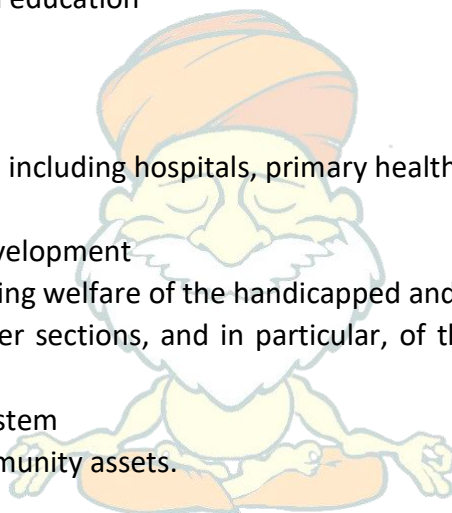 education
including hospitals, primary health
velopment
ing welfare of the handicapped and
er sections, and in particular, of th
stem
munity assets.